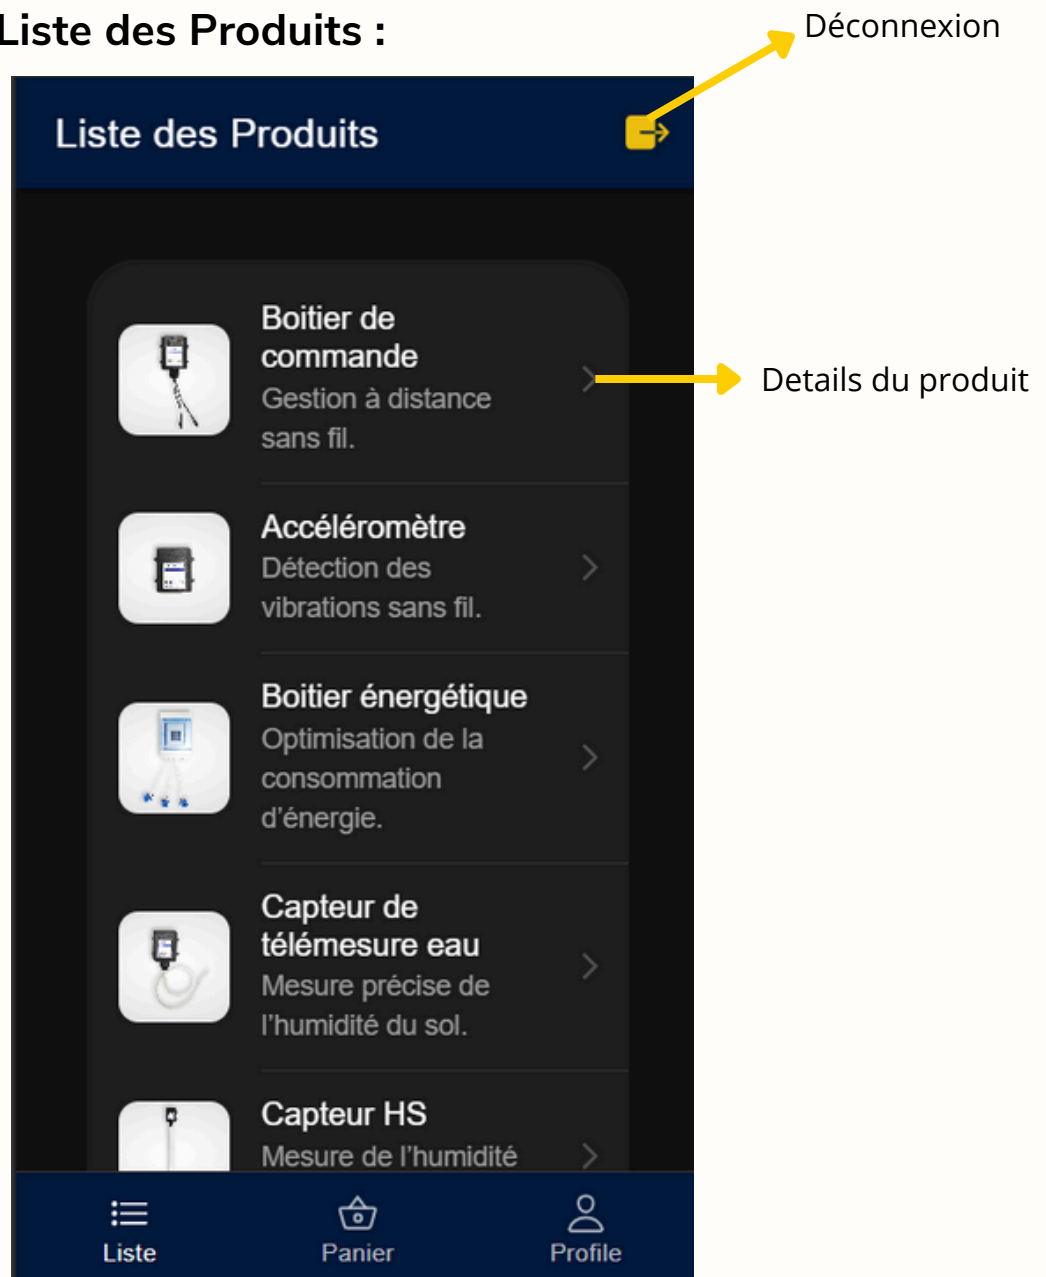 Liste des Produits :
Déconnexion
Liste des Produits
Boitier de
commande
Gestion à distance
sans fil.
Details du produit
Accéléromètre
Détection des
vibrations sans fil.
Boitier énergétique
Optimisation de la
consommation
d'énergie.
Capteur de
télémesure eau
Mesure précise de
l'humidité du sol.
Capteur HS
Mesure de l'humidité
Liste
Panier
Profile